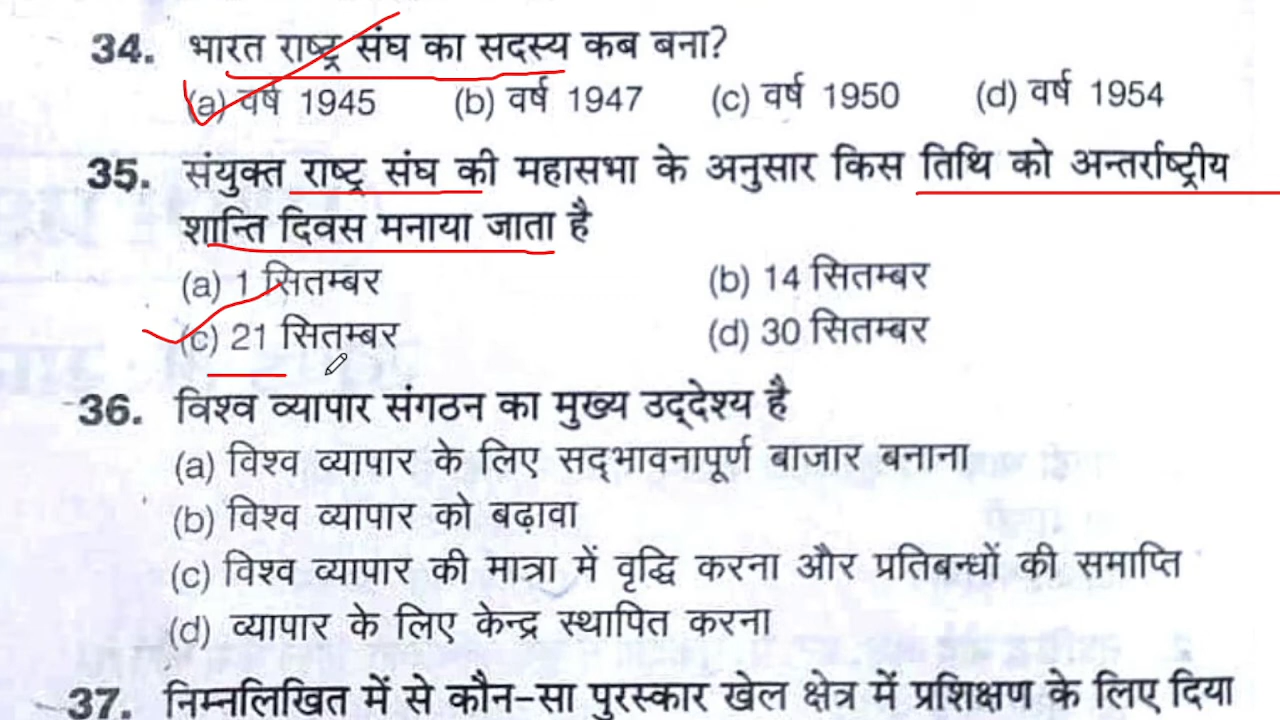 34. भारत राष्ट्र संघ का सदस्य कब बना?
(a) वर्ष 1945 (b) वर्ष 1947 (c) वर्ष 1950 (d) वर्ष 1954
35. संयुक्त राष्ट्र संघ की महासभा के अनुसार किस तिथि को अन्तर्राष्ट्रीय
शान्ति दिवस मनाया जाता है
(a) 1 सितम्बर (b) 14 सितम्बर
(c) 21 सितम्बर (d) 30 सितम्बर
36. विश्व व्यापार संगठन का मुख्य उद्देश्य है
(a) विश्व व्यापार के लिए सद्भावनापूर्ण बाजार बनाना
(b) विश्व व्यापार को बढ़ावा
(c) विश्व व्यापार की मात्रा में वृद्धि करना और प्रतिबन्धों की समाप्ति
(d) व्यापार के लिए केन्द्र स्थापित करना
37. निम्नलिखित में से कौन-सा पुरस्कार खेल क्षेत्र में प्रशिक्षण के लिए दिया